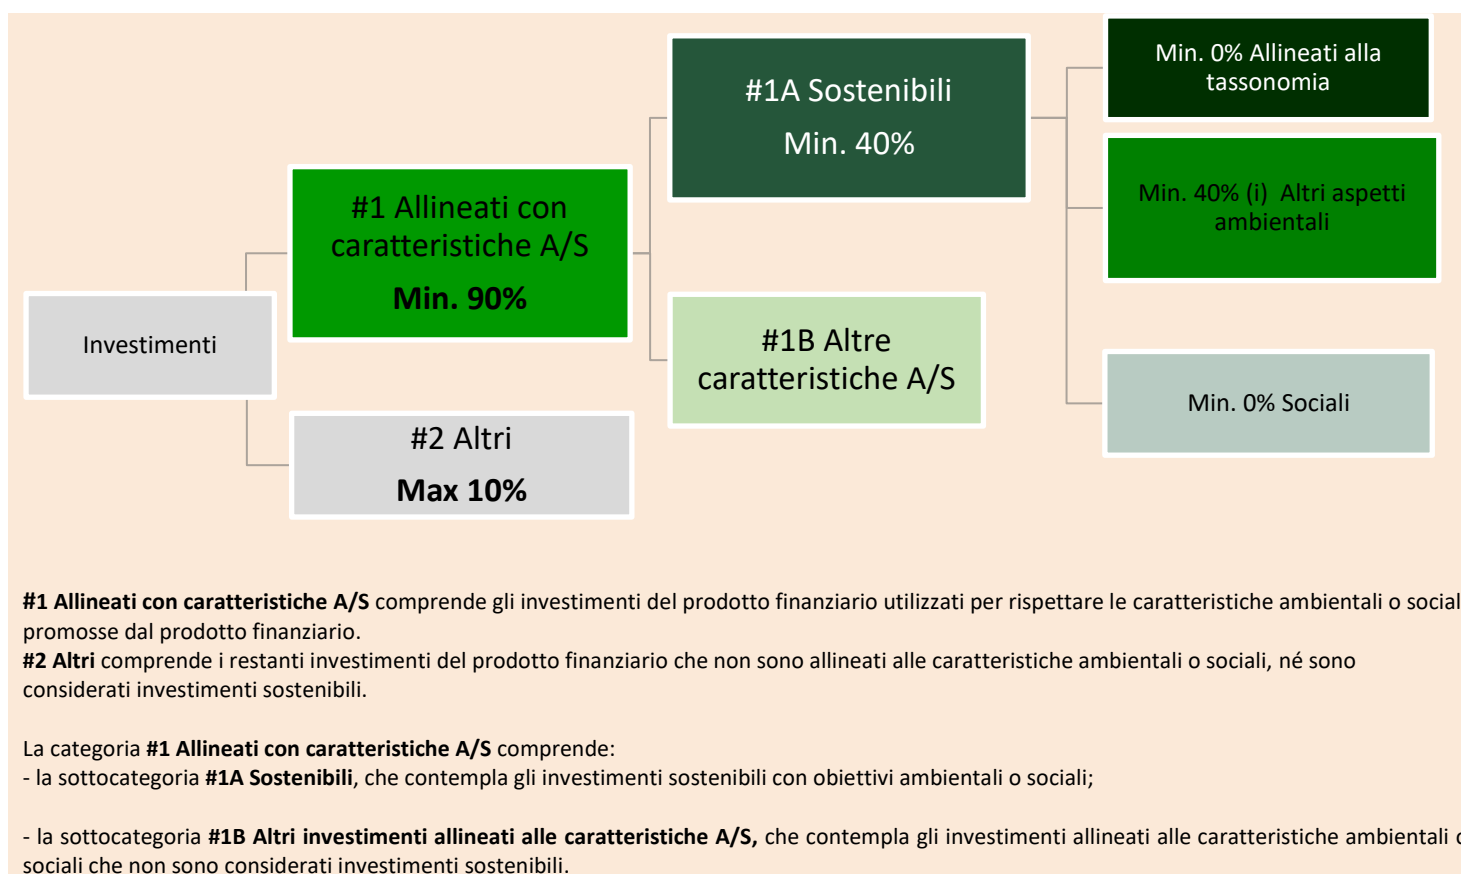 Investimenti
#1 Allineati con
caratteristiche A/S
Min. 90%
#2 Altri
Max 10%
#1A Sostenibili
Min. 40%
#1B Altre
caratteristiche A/S
Min. 0% Allineati alla
tassonomia
Min. 40% (i) Altri aspetti
ambientali
Min. 0% Sociali
#1 Allineati con caratteristiche A/S comprende gli investimenti del prodotto finanziario utilizzati per rispettare le caratteristiche ambientali o social
promosse dal prodotto finanziario.
#2 Altri comprende i restanti investimenti del prodotto finanziario che non sono allineati alle caratteristiche ambientali o sociali, né sono
considerati investimenti sostenibili.
La categoria #1 Allineati con caratteristiche A/S comprende:
- la sottocategoria #1A Sostenibili, che contempla gli investimenti sostenibili con obiettivi ambientali o sociali;
- la sottocategoria #1B Altri investimenti allineati alle caratteristiche A/S, che contempla gli investimenti allineati alle caratteristiche ambientali o
sociali che non sono considerati investimenti sostenibili.